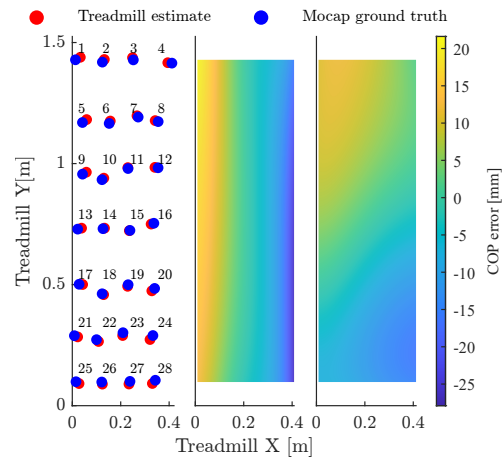 Treadmill estimate Mocap ground truth
1.5
1 2 3 4
5 6 7 8
1
9 10 11 12
13 14 15 16
0.5
17 18 19 20
21 22 23 24
25 26 27 28
0
0 0.2 0.4 0 0.2 0.4 0 0.2 0.4
Treadmill X [m]
Treadmill Y[m]
20
15
10
5
0
-5
-10
-15
-20
-25
COP error [mm]